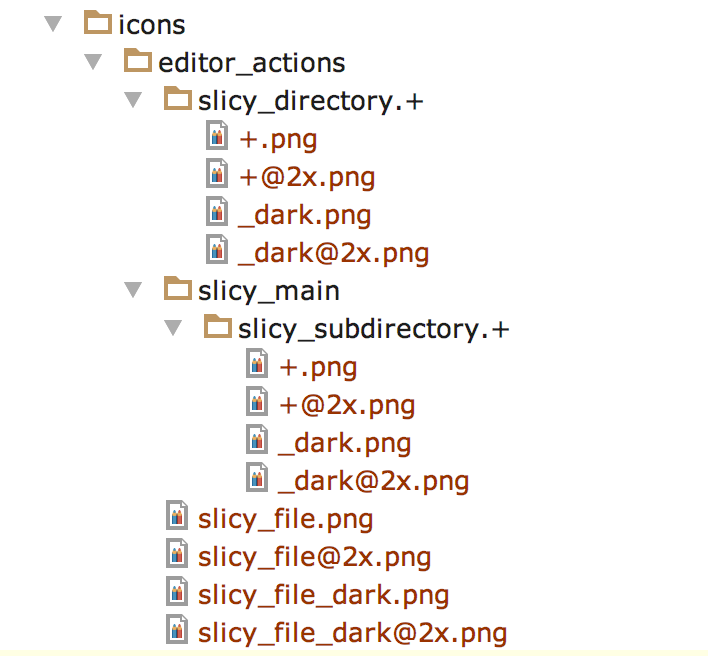 icons
editor_actions
slicy_directory.+
+.png
+@2x.png
_dark.png
_dark@2x.png
slicy_main
slicy_subdirectory.+
+.png
+@2x.png
_dark.png
_dark@2x.png
slicy_file.png
slicy_file@2x.png
slicy_file_dark.png
slicy_file_dark@2x.png